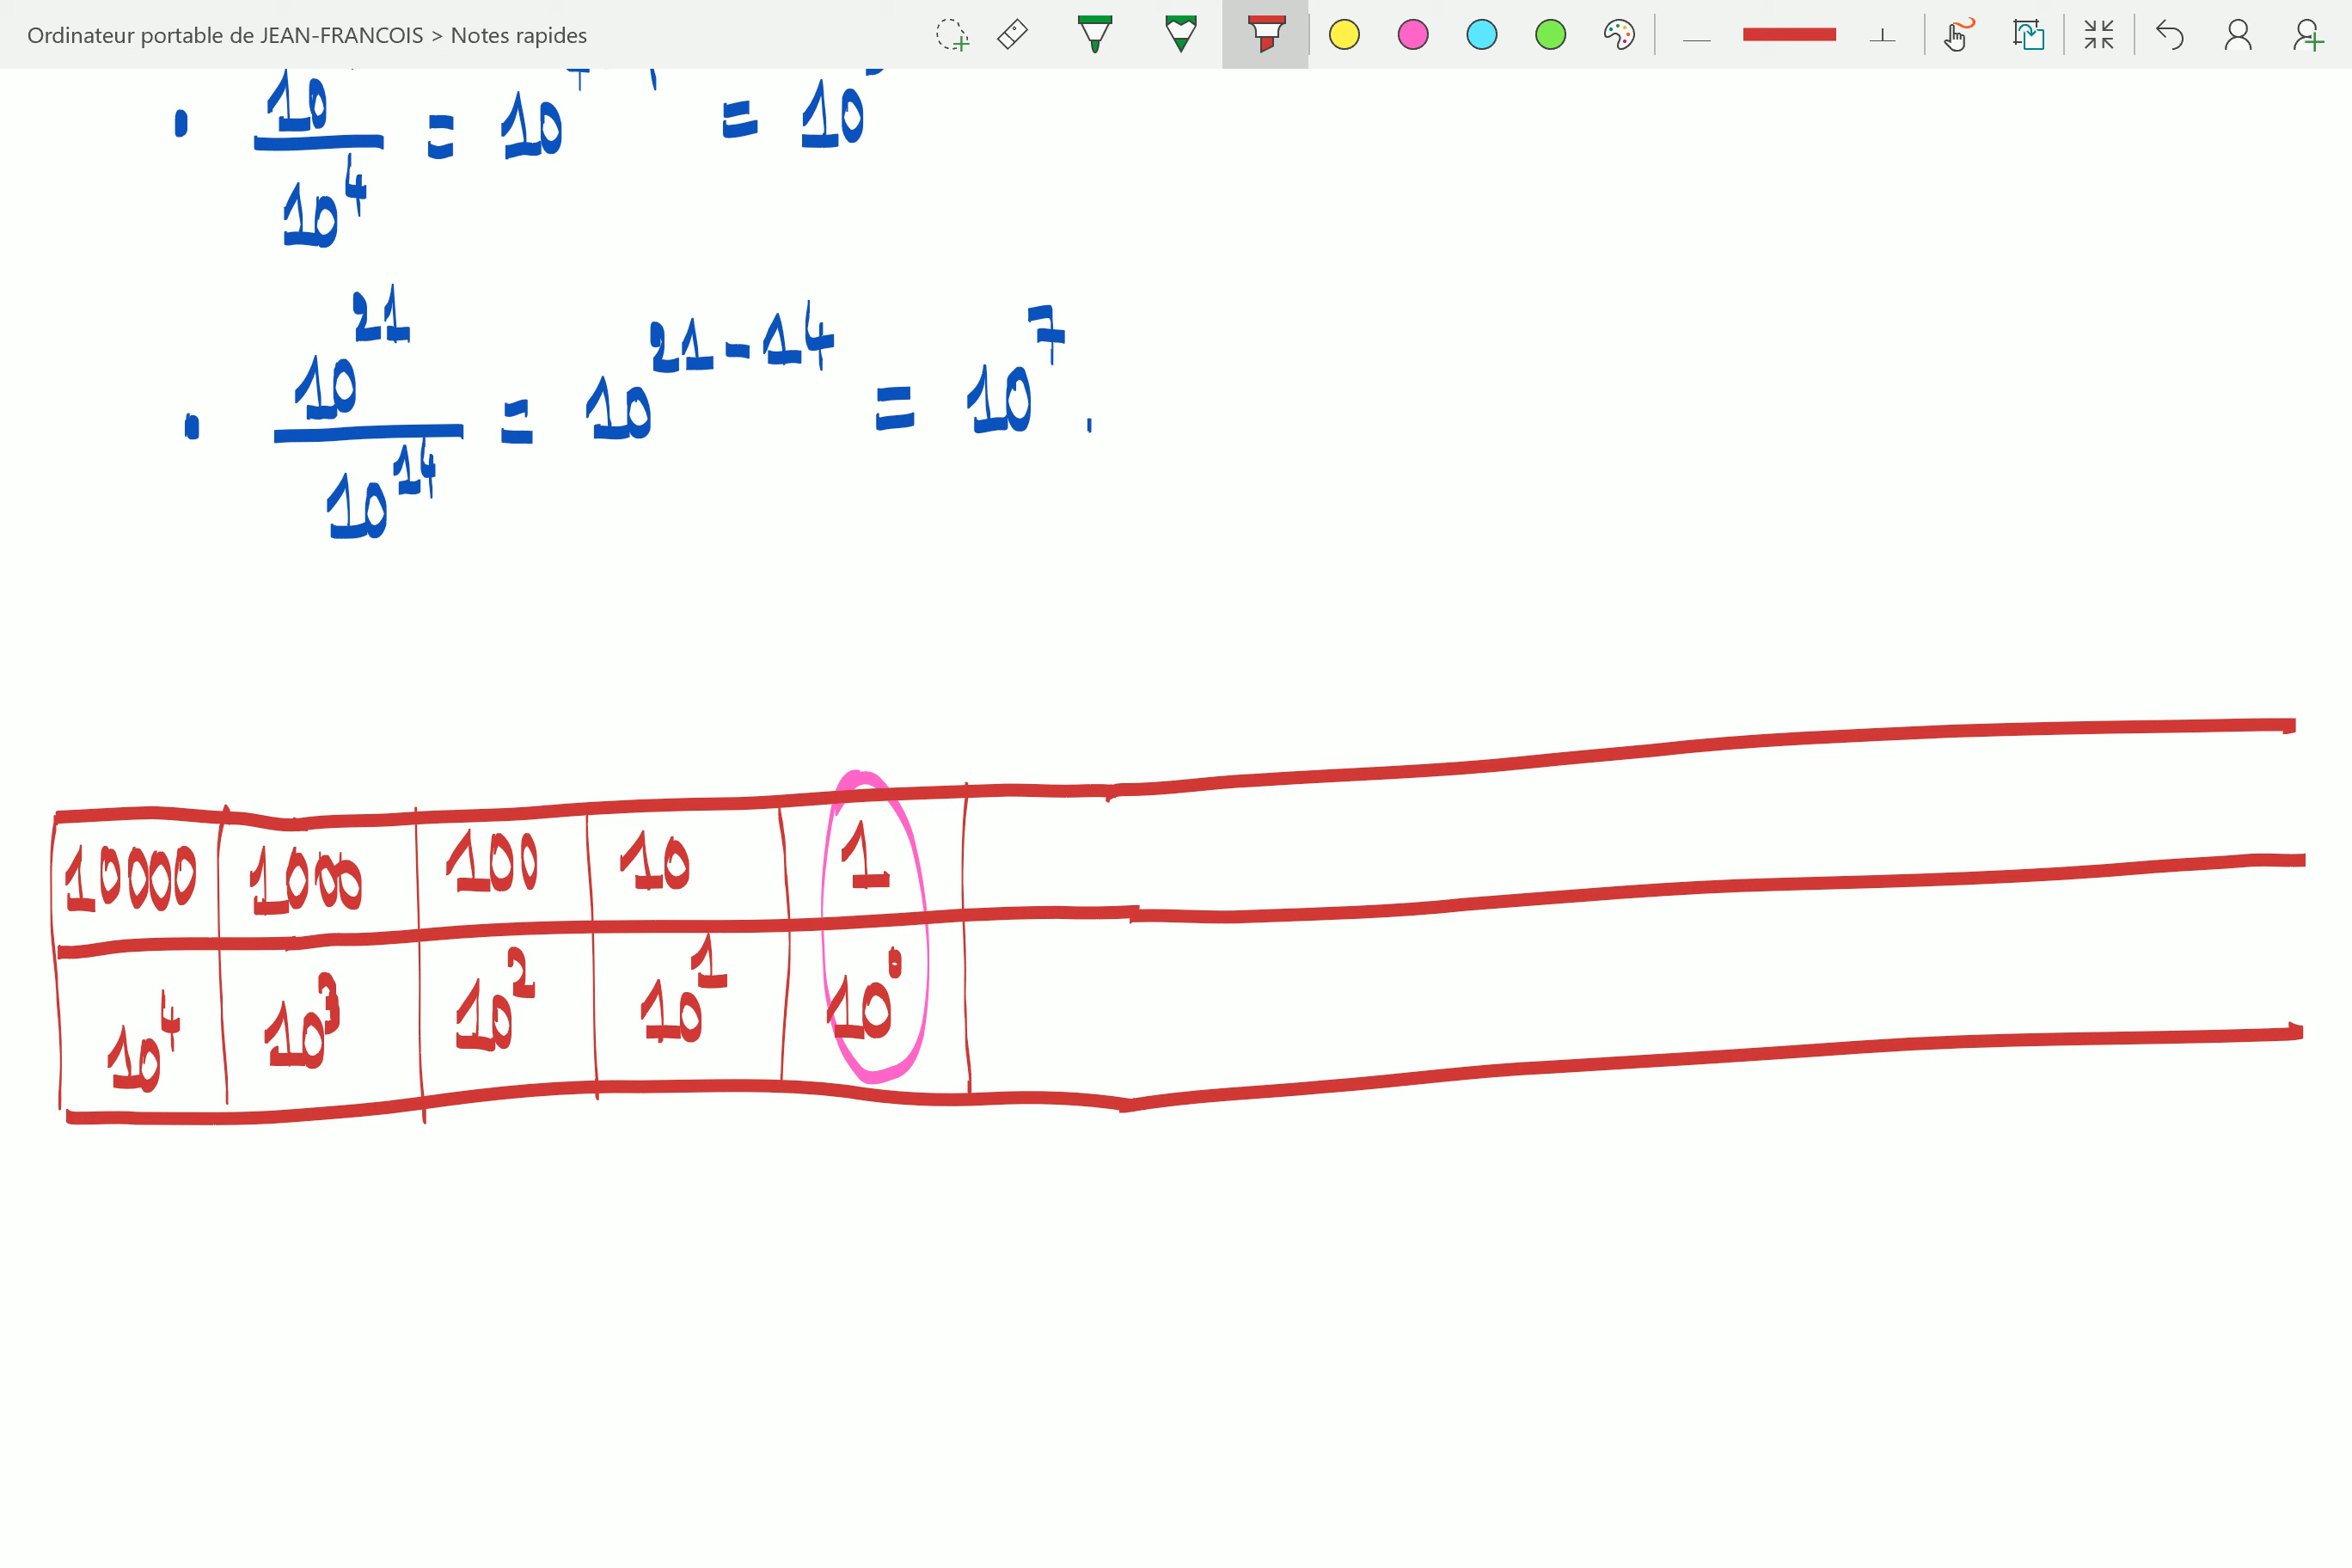 Ordinateur portable de JEAN-FRANCOIS > Notes rapides
• 10 / 10⁴ = 10 = 10
• 10²¹ / 10¹⁴ = 10²¹⁻¹⁴ = 10⁷.
10000 1000 100 10 1
10⁴ 10³ 10² 10¹ 10⁰